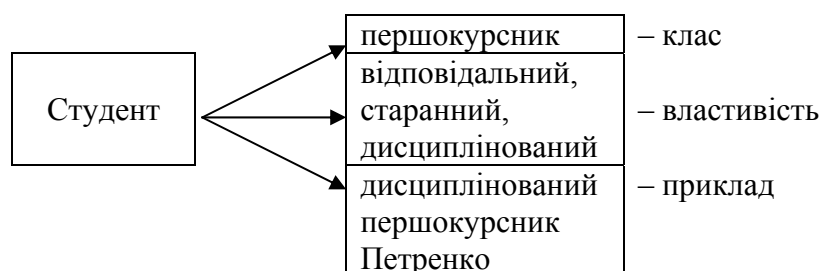 Студент
першокурсник – клас
відповідальний,
старанний, – властивість
дисциплінований
дисциплінований – приклад
першокурсник
Петренко